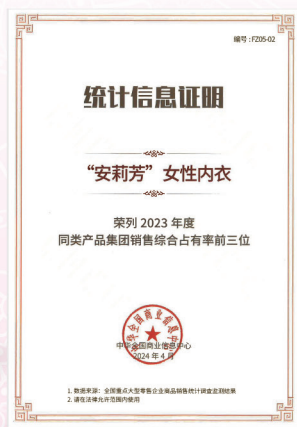 编号:FZ05-02
统计信息证明
“安莉芳”女性内衣
荣列 2023 年度
同类产品集团销售综合占有率前三位
中华全国商业信息中心
2024 年 4 月
1. 数据来源：全国重点大型零售企业商品销售统计调查监测结果
2. 请在法律允许范围内使用